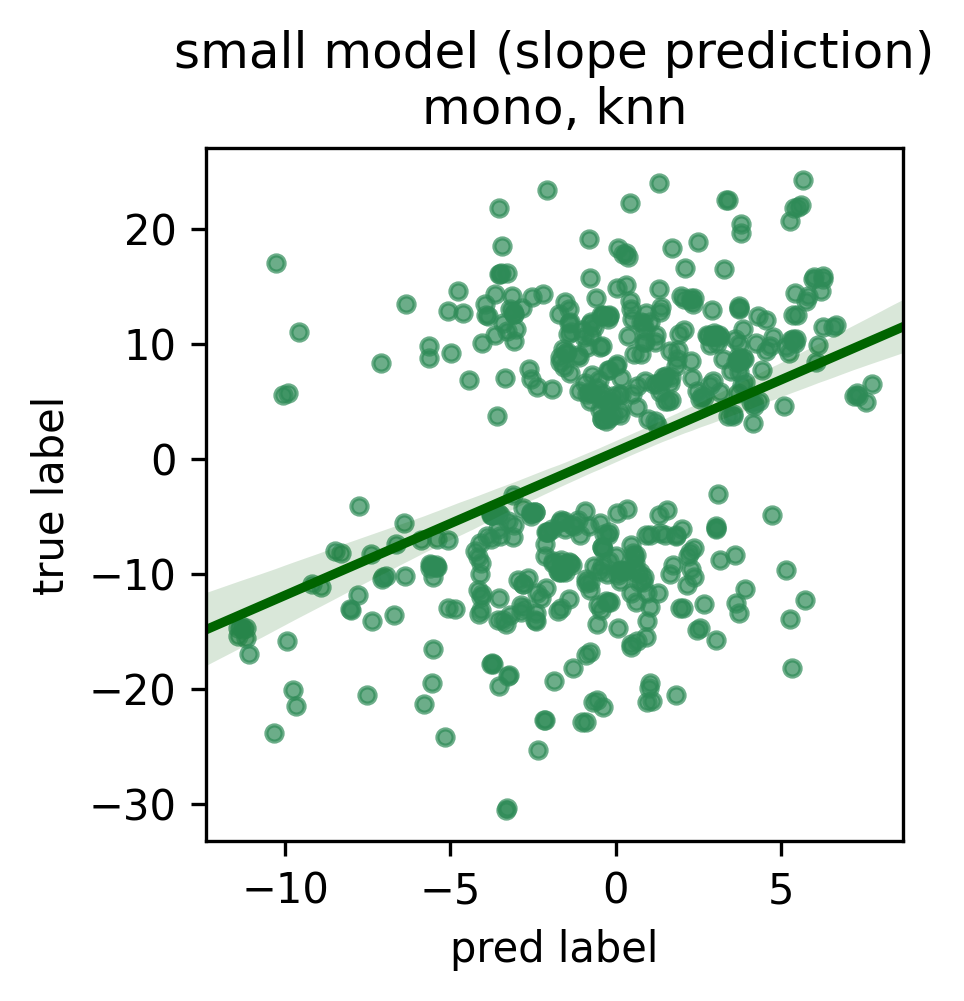 small model (slope prediction)
mono, knn
true label
20
10
0
−10
−20
−30
−10
−5
0
5
pred label